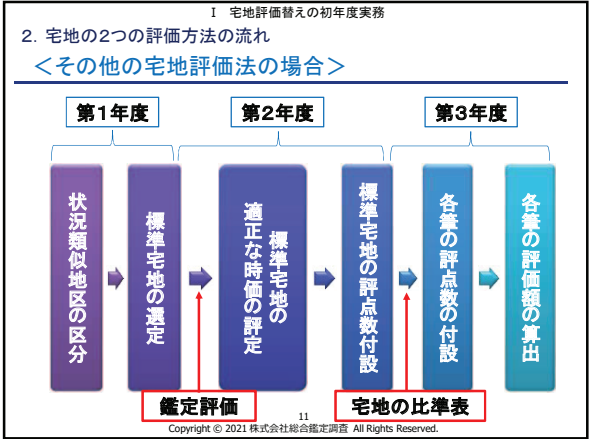 Ⅰ 宅地評価替えの初年度実務
２．宅地の２つの評価方法の流れ
＜その他の宅地評価法の場合＞
第１年度
第２年度
第３年度
状況類似地区の区分
標準宅地の選定
標準宅地の
適正な時価の評定
標準宅地の評点数付設
各筆の評点数の付設
各筆の評価額の算出
鑑定評価
宅地の比準表
11
Copyright © 2021 株式会社総合鑑定調査 All Rights Reserved.